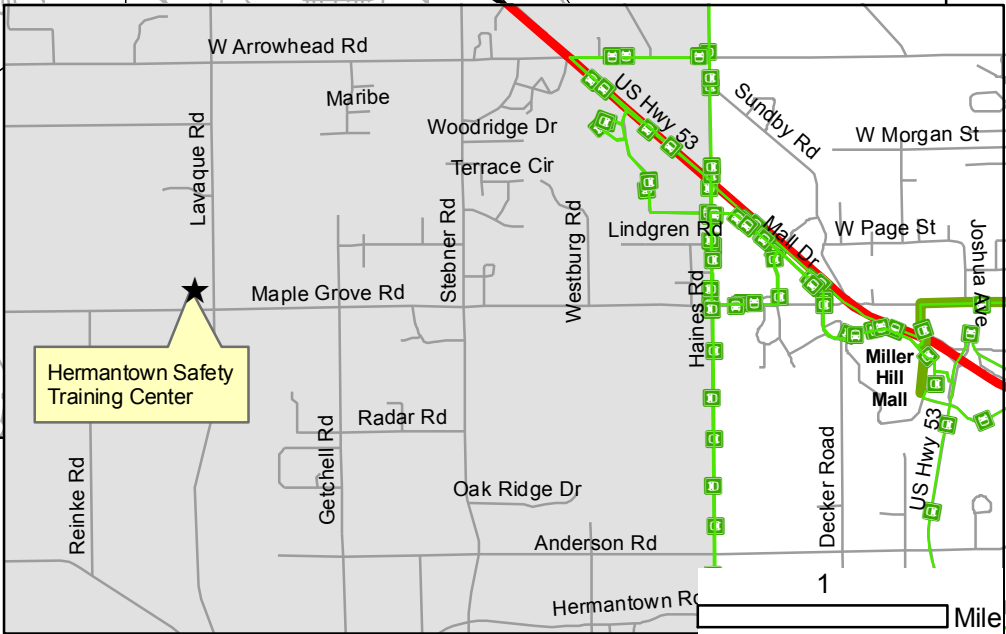 W Arrowhead Rd
Maribe
Lavaque Rd
Woodridge Dr
Terrace Cir
US Hwy 53
Sundby Rd
W Morgan St
Stebner Rd
Westburg Rd
Lindgren Rd
Mall Dr
W Page St
Joshua Ave
Maple Grove Rd
Haines Rd
Hermantown Safety
Training Center
Miller
Hill
Mall
Radar Rd
Getchell Rd
Reinke Rd
Oak Ridge Dr
Decker Road
US Hwy 53
Anderson Rd
Hermantown Rd
1
Mile